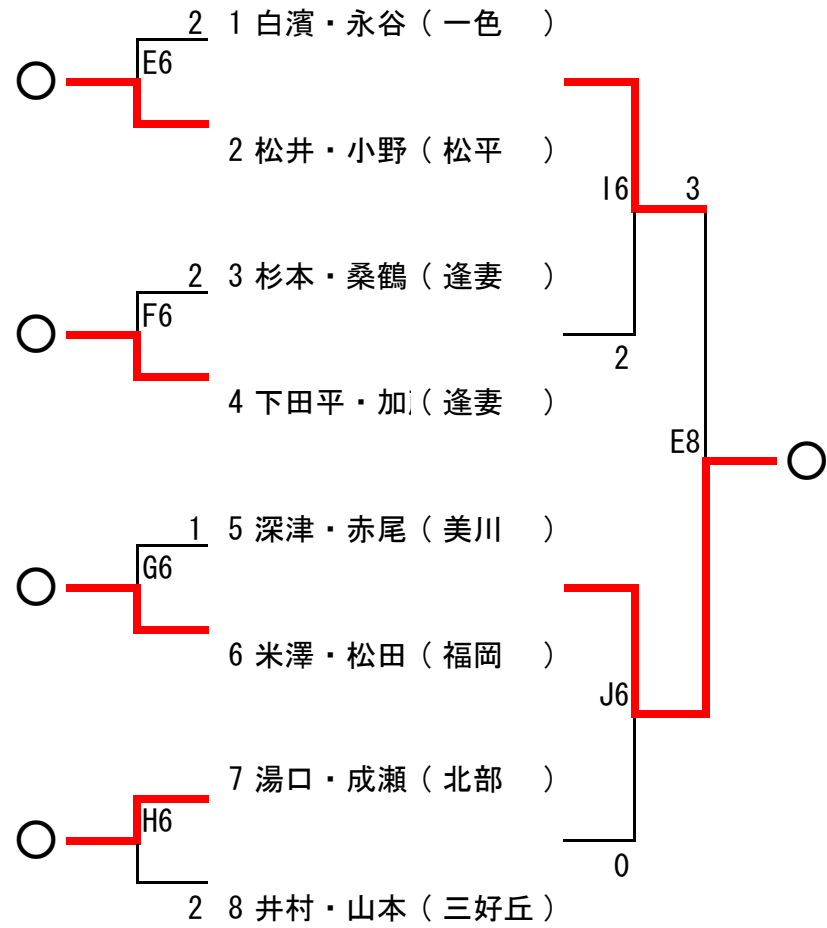 2 1 白濱・永谷（ 一色 ）
E6
2 松井・小野（ 松平 ）
I6 3
2 3 杉本・桑鶴（ 逢妻 ）
F6
2
4 下田平・加（ 逢妻 ）
E8
1 5 深津・赤尾（ 美川 ）
G6
6 米澤・松田（ 福岡 ）
J6
7 湯口・成瀬（ 北部 ）
H6
0
2 8 井村・山本（ 三好丘 ）